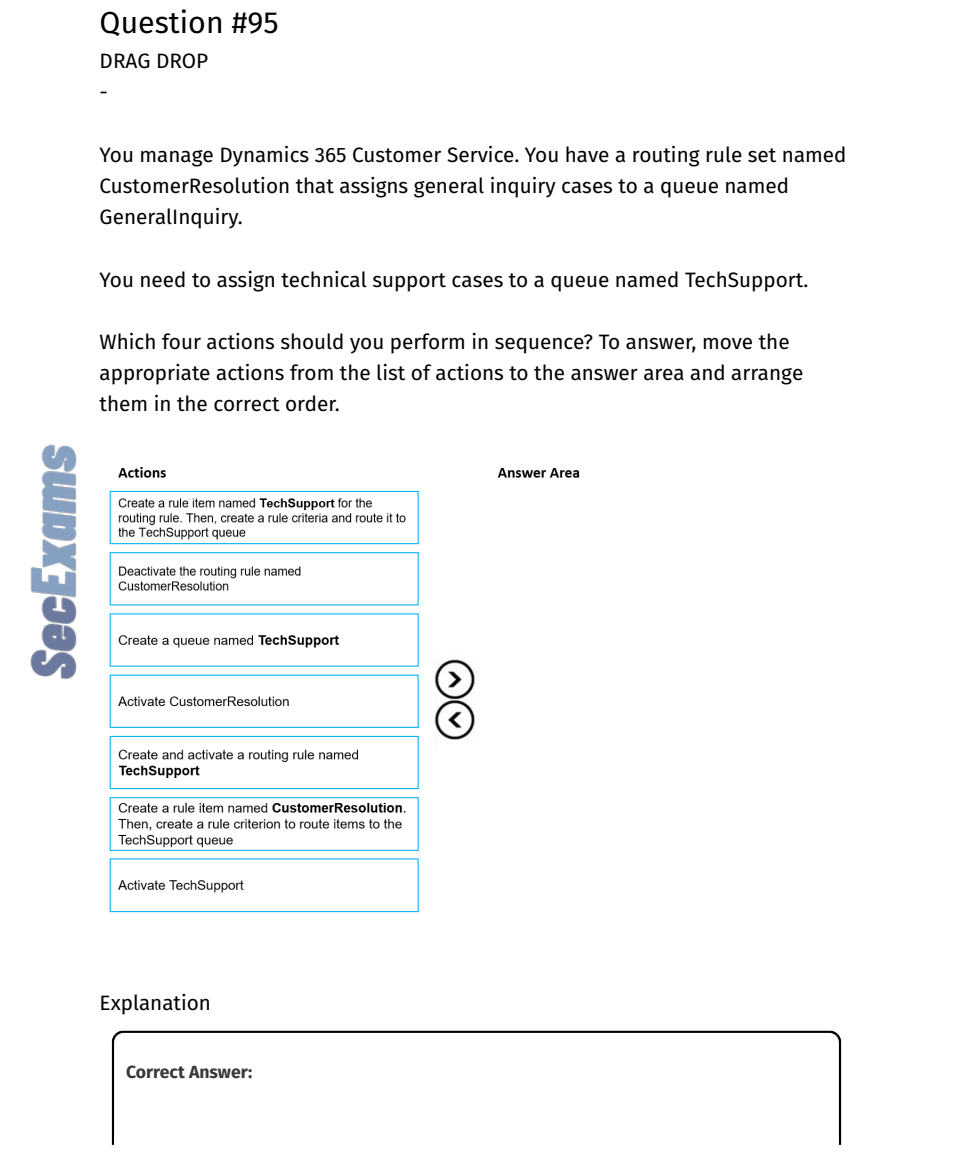 Question #95
DRAG DROP
-
You manage Dynamics 365 Customer Service. You have a routing rule set named
CustomerResolution that assigns general inquiry cases to a queue named
GeneralInquiry.
You need to assign technical support cases to a queue named TechSupport.
Which four actions should you perform in sequence? To answer, move the
appropriate actions from the list of actions to the answer area and arrange
them in the correct order.
SecExams
Actions
Answer Area
Create a rule item named TechSupport for the
routing rule. Then, create a rule criteria and route it to
the TechSupport queue
Deactivate the routing rule named
CustomerResolution
Create a queue named TechSupport
Activate CustomerResolution
Create and activate a routing rule named
TechSupport
Create a rule item named CustomerResolution.
Then, create a rule criterion to route items to the
TechSupport queue
Activate TechSupport
Explanation
Correct Answer: